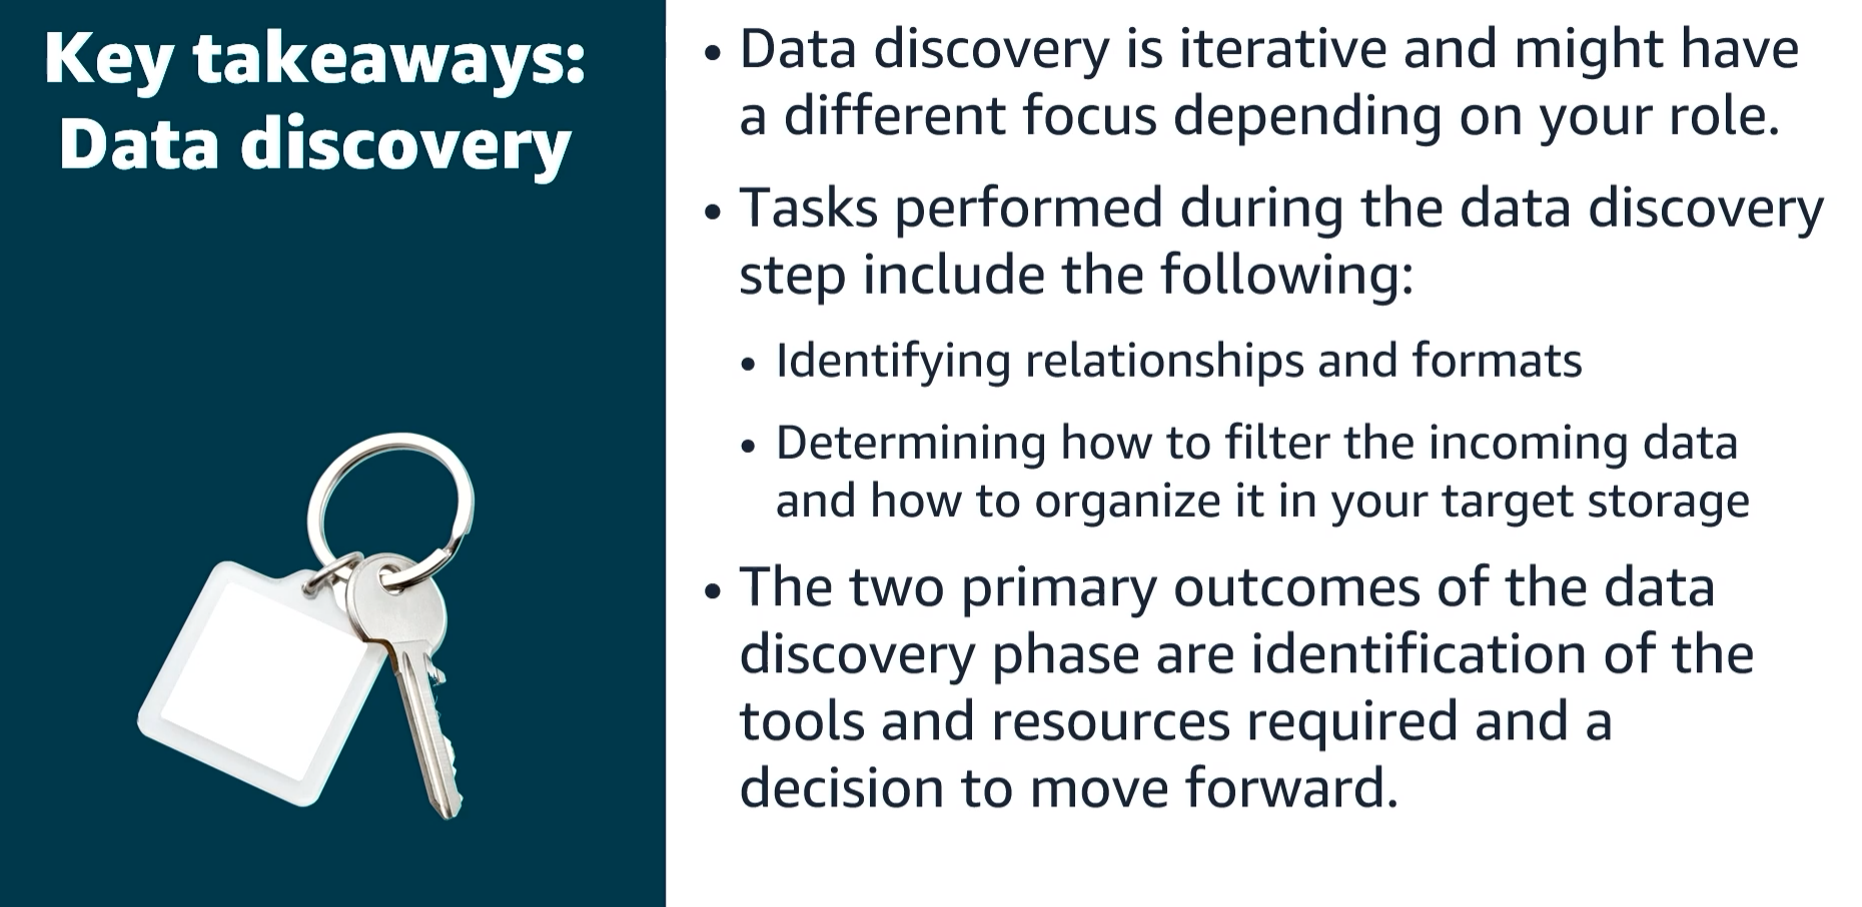 Key takeaways:
Data discovery
• Data discovery is iterative and might have
a different focus depending on your role.
• Tasks performed during the data discovery
step include the following:
• Identifying relationships and formats
• Determining how to filter the incoming data
and how to organize it in your target storage
• The two primary outcomes of the data
discovery phase are identification of the
tools and resources required and a
decision to move forward.